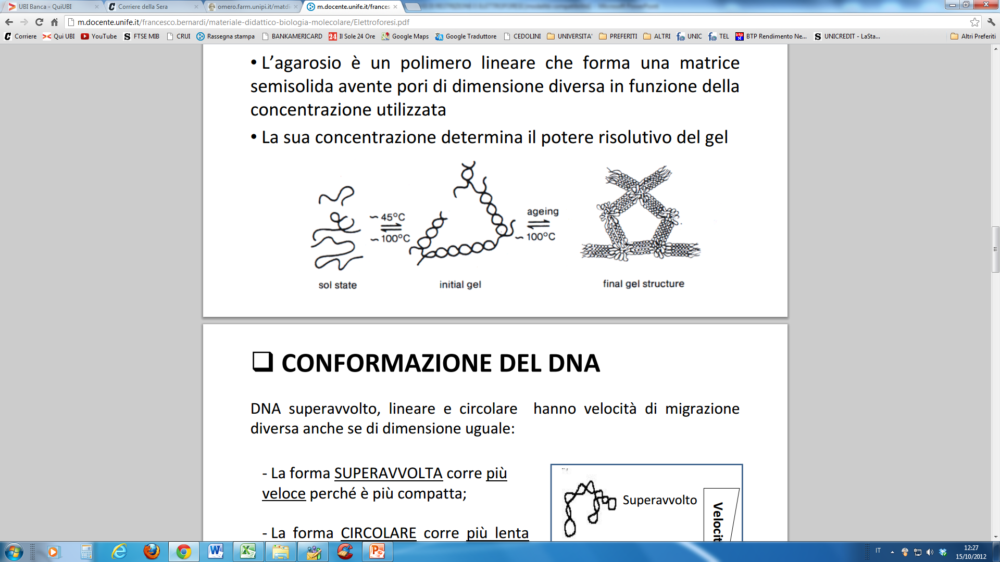 UBI Banca - QuiUBI
Corriere della Sera
omero.farm.unipi.it/matdi
m.docente.unife.it/frances
m.docente.unife.it/francesco.bernardi/materiale-didattico-biologia-molecolare/Elettroforesi.pdf
Corriere
Qui UBI
YouTube
FTSE MIB
CRUI
Rassegna stampa
BANKAMERICARD
24 Il Sole 24 Ore
Google Maps
Google Traduttore
CEDOLINI
UNIVERSITA'
PREFERITI
ALTRI
UNIC
TEL
BTP Rendimento Ne...
UNICREDIT - LaSta...
Altri Preferiti
• L’agarosio è un polimero lineare che forma una matrice
semisolida avente pori di dimensione diversa in funzione della
concentrazione utilizzata
• La sua concentrazione determina il potere risolutivo del gel
~ 45°C
~ 100°C
ageing
~ 100°C
sol state
initial gel
final gel structure
❑ CONFORMAZIONE DEL DNA
DNA superavvolto, lineare e circolare hanno velocità di migrazione
diversa anche se di dimensione uguale:
- La forma SUPERAVVOLTA corre più
veloce perché è più compatta;
- La forma CIRCOLARE corre più lenta
Superavvolto
Velocit
IT
12:27
15/10/2012